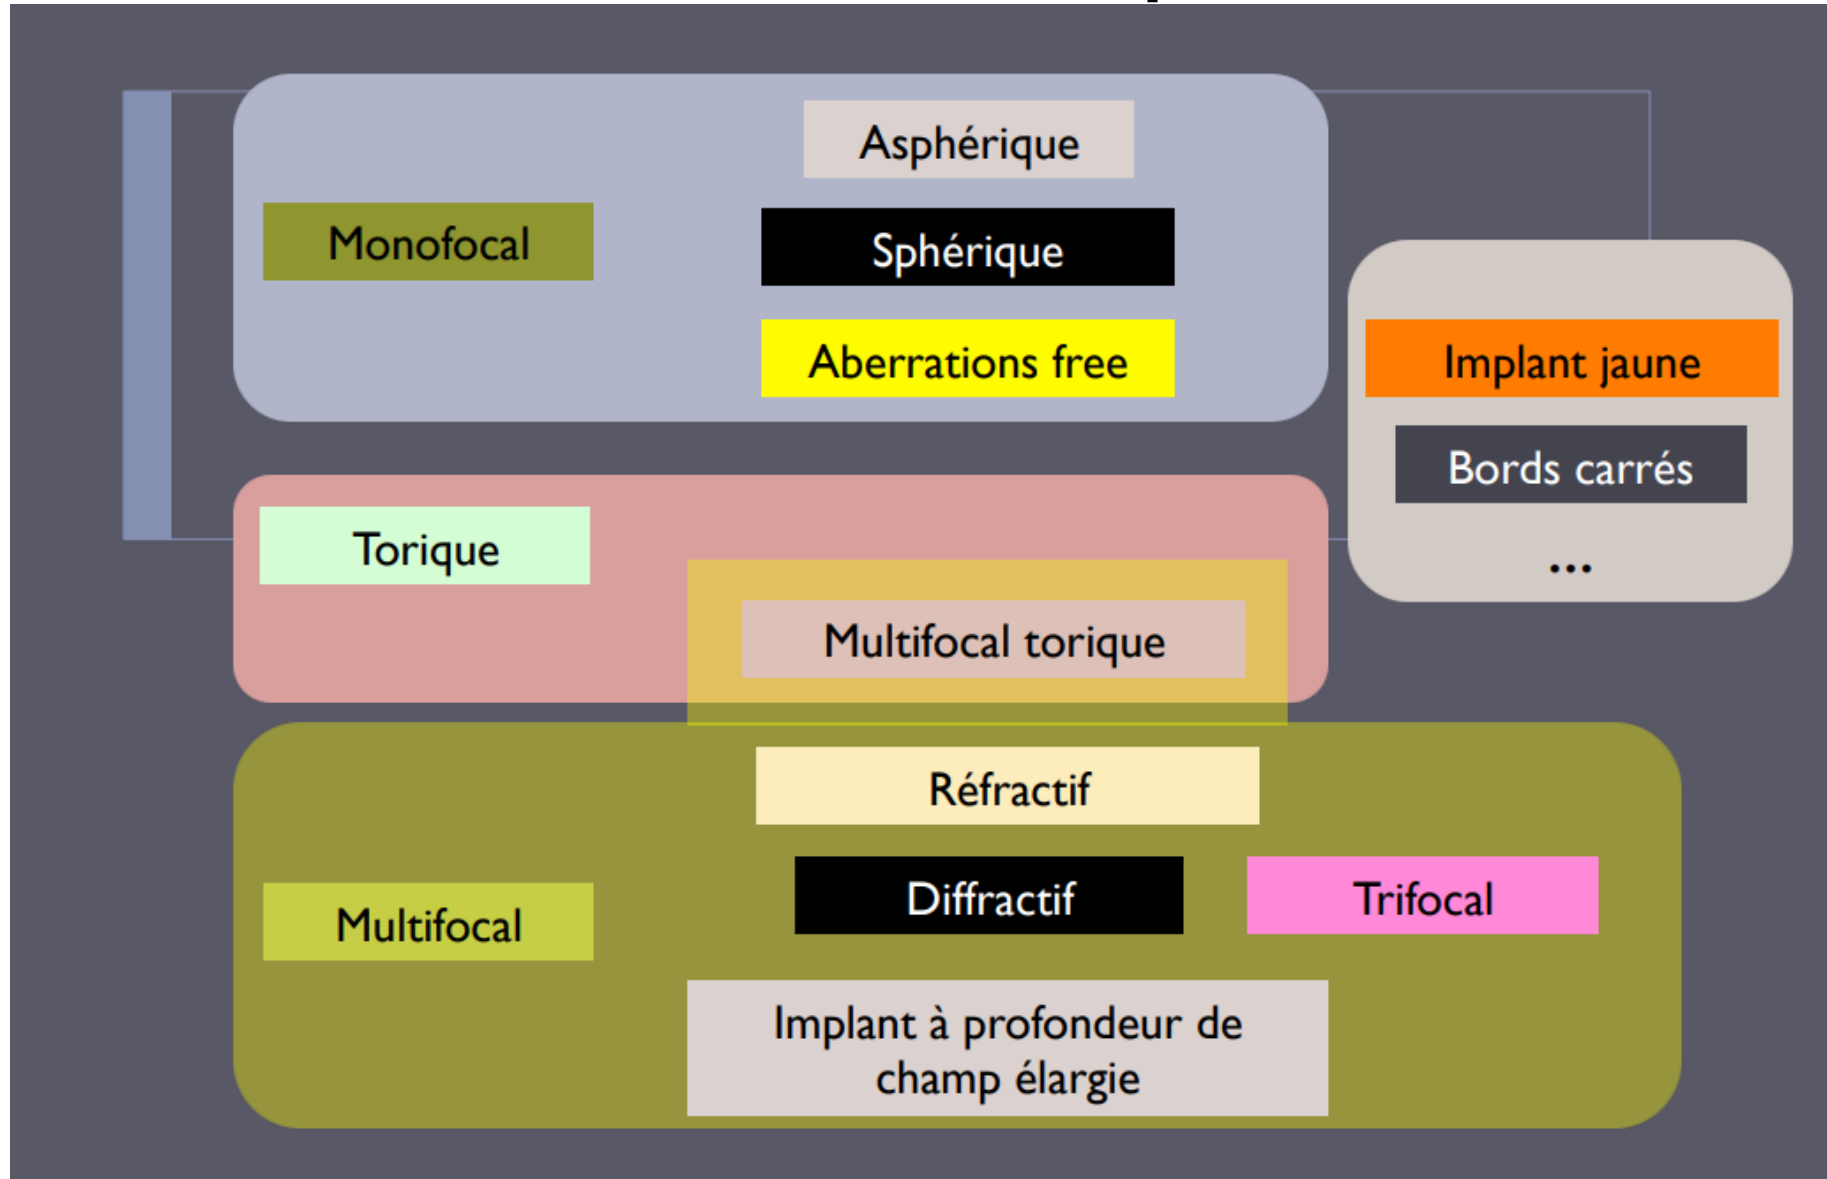 Asphérique
Monofocal
Sphérique
Aberrations free
Implant jaune
Bords carrés
...
Torique
Multifocal torique
Réfractif
Diffractif
Trifocal
Multifocal
Implant à profondeur de
champ élargie